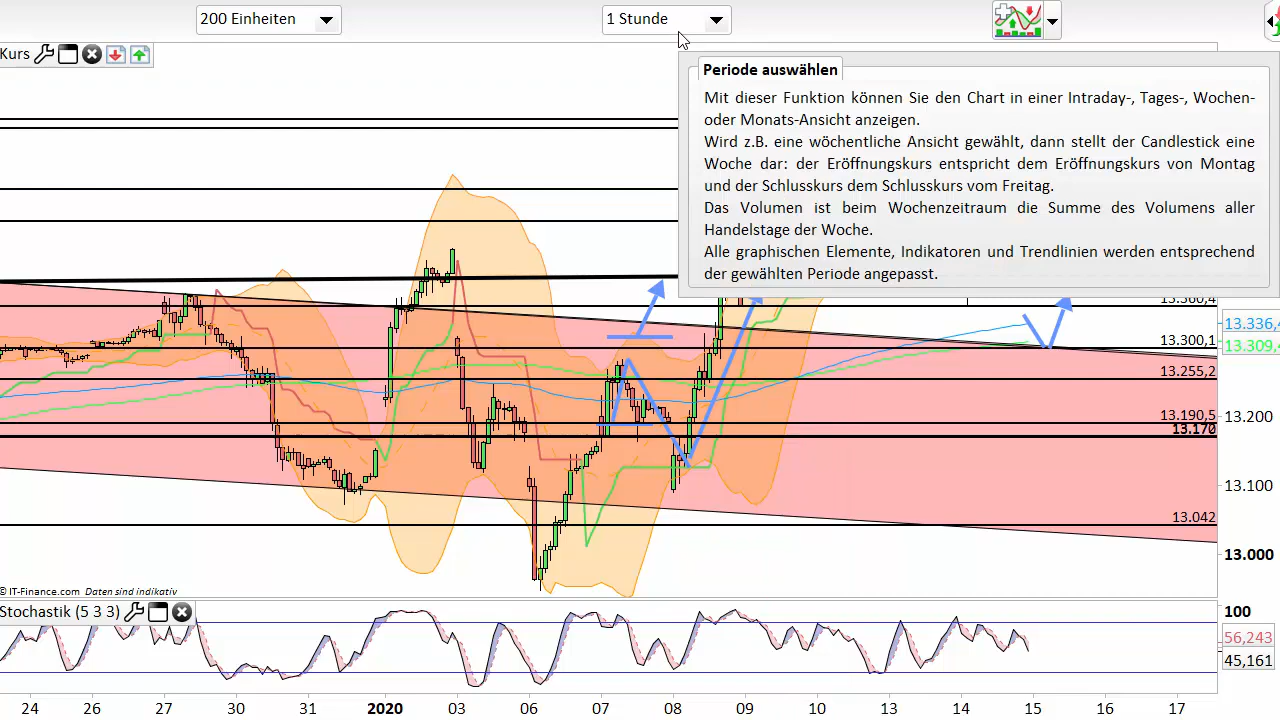 200 Einheiten
1 Stunde
Kurs
Periode auswählen
Mit dieser Funktion können Sie den Chart in einer Intraday-, Tages-, Wochen-
oder Monats-Ansicht anzeigen.
Wird z.B. eine wöchentliche Ansicht gewählt, dann stellt der Candlestick eine
Woche dar: der Eröffnungskurs entspricht dem Eröffnungskurs von Montag
und der Schlusskurs dem Schlusskurs vom Freitag.
Das Volumen ist beim Wochenzeitraum die Summe des Volumens aller
Handelstage der Woche.
Alle graphischen Elemente, Indikatoren und Trendlinien werden entsprechend
der gewählten Periode angepasst.
13.336,
13.300,1
13.309,
13.255,2
13.190,5
13.200
13.170
13.100
13.042
13.000
© IT-Finance.com Daten sind indikativ
Stochastik (5 3 3)
100
56,243
45,161
24 26 27 30 31 2020 03 06 07 08 09 10 13 14 15 16 17